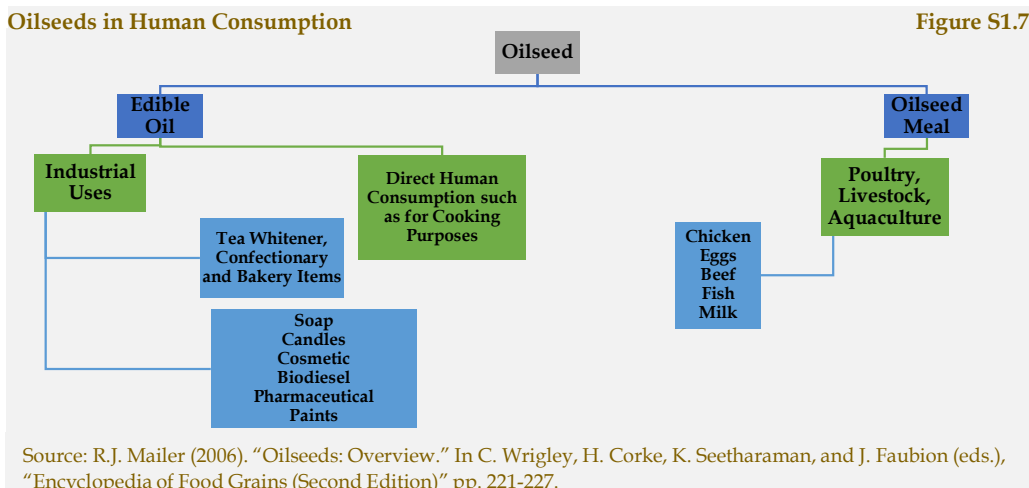 Oilseeds in Human Consumption
Figure S1.7
Oilseed
Edible
Oil
Oilseed
Meal
Industrial
Uses
Direct Human
Consumption such
as for Cooking
Purposes
Poultry,
Livestock,
Aquaculture
Tea Whitener,
Confectionary
and Bakery Items
Chicken
Eggs
Beef
Fish
Milk
Soap
Candles
Cosmetic
Biodiesel
Pharmaceutical
Paints
Source: R.J. Mailer (2006). “Oilseeds: Overview.” In C. Wrigley, H. Corke, K. Seetharaman, and J. Faubion (eds.),
“Encyclopedia of Food Grains (Second Edition)” pp. 221-227.